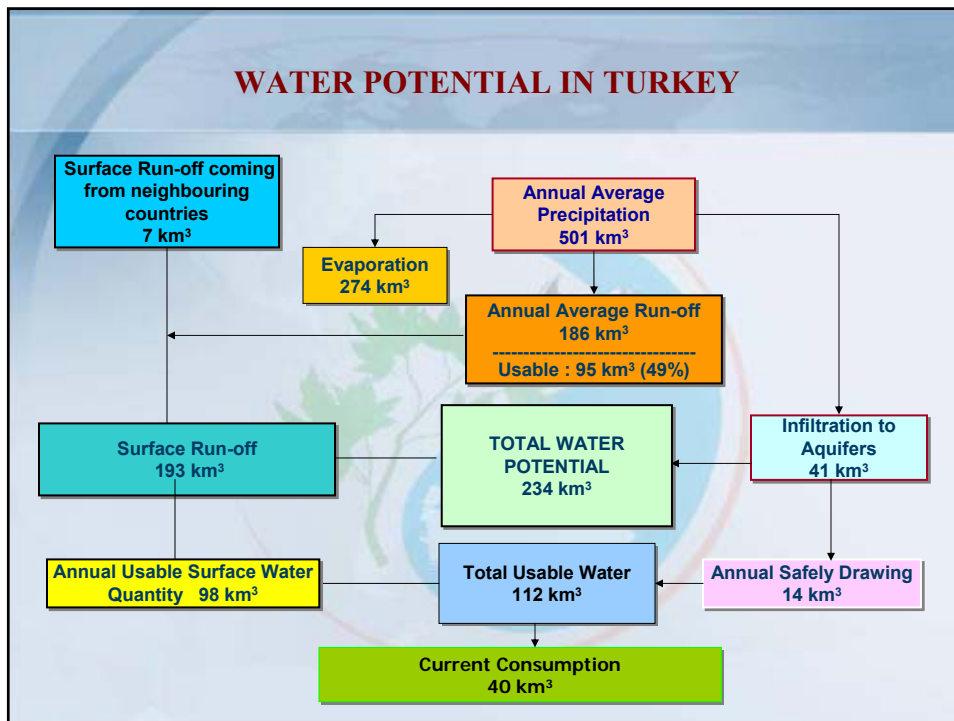 WATER POTENTIAL IN TURKEY
Surface Run-off coming
from neighbouring
countries
7 km³
Annual Average
Precipitation
501 km³
Evaporation
274 km³
Annual Average Run-off
186 km³
---------------------------------
Usable : 95 km³ (49%)
Surface Run-off
193 km³
TOTAL WATER
POTENTIAL
234 km³
Infiltration to
Aquifers
41 km³
Annual Usable Surface Water
Quantity 98 km³
Total Usable Water
112 km³
Annual Safely Drawing
14 km³
Current Consumption
40 km³